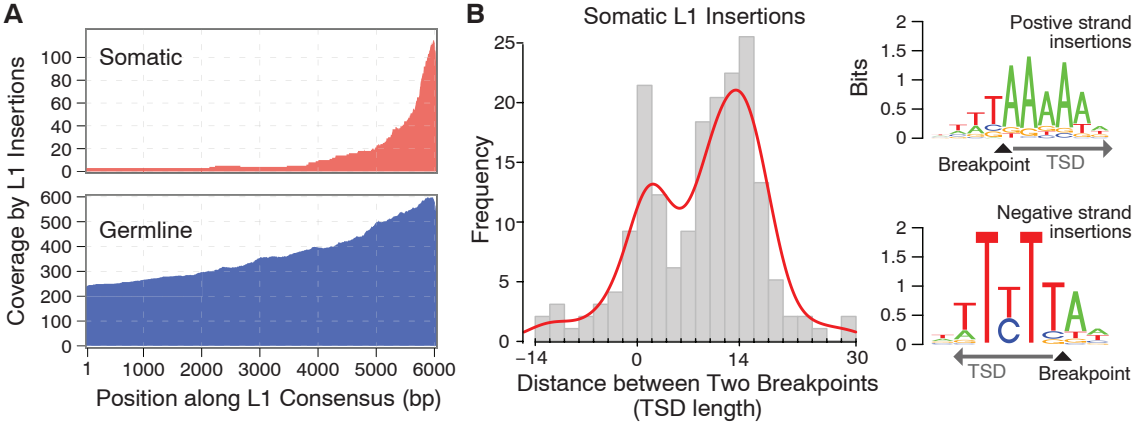 A
Coverage by L1 Insertions
Somatic
100
80
60
40
20
0
Germline
600
500
400
300
200
100
0
1 1000 2000 3000 4000 5000 6000
Position along L1 Consensus (bp)
B
Somatic L1 Insertions
Frequency
25
20
15
10
5
0
−14 0 14 30
Distance between Two Breakpoints
(TSD length)
Bits
2
1.5
1
0.5
0
Postive strand
insertions
TAAAAA
Breakpoint
TSD
2
1.5
1
0.5
0
Negative strand
insertions
TTTTTA
C
TSD
Breakpoint